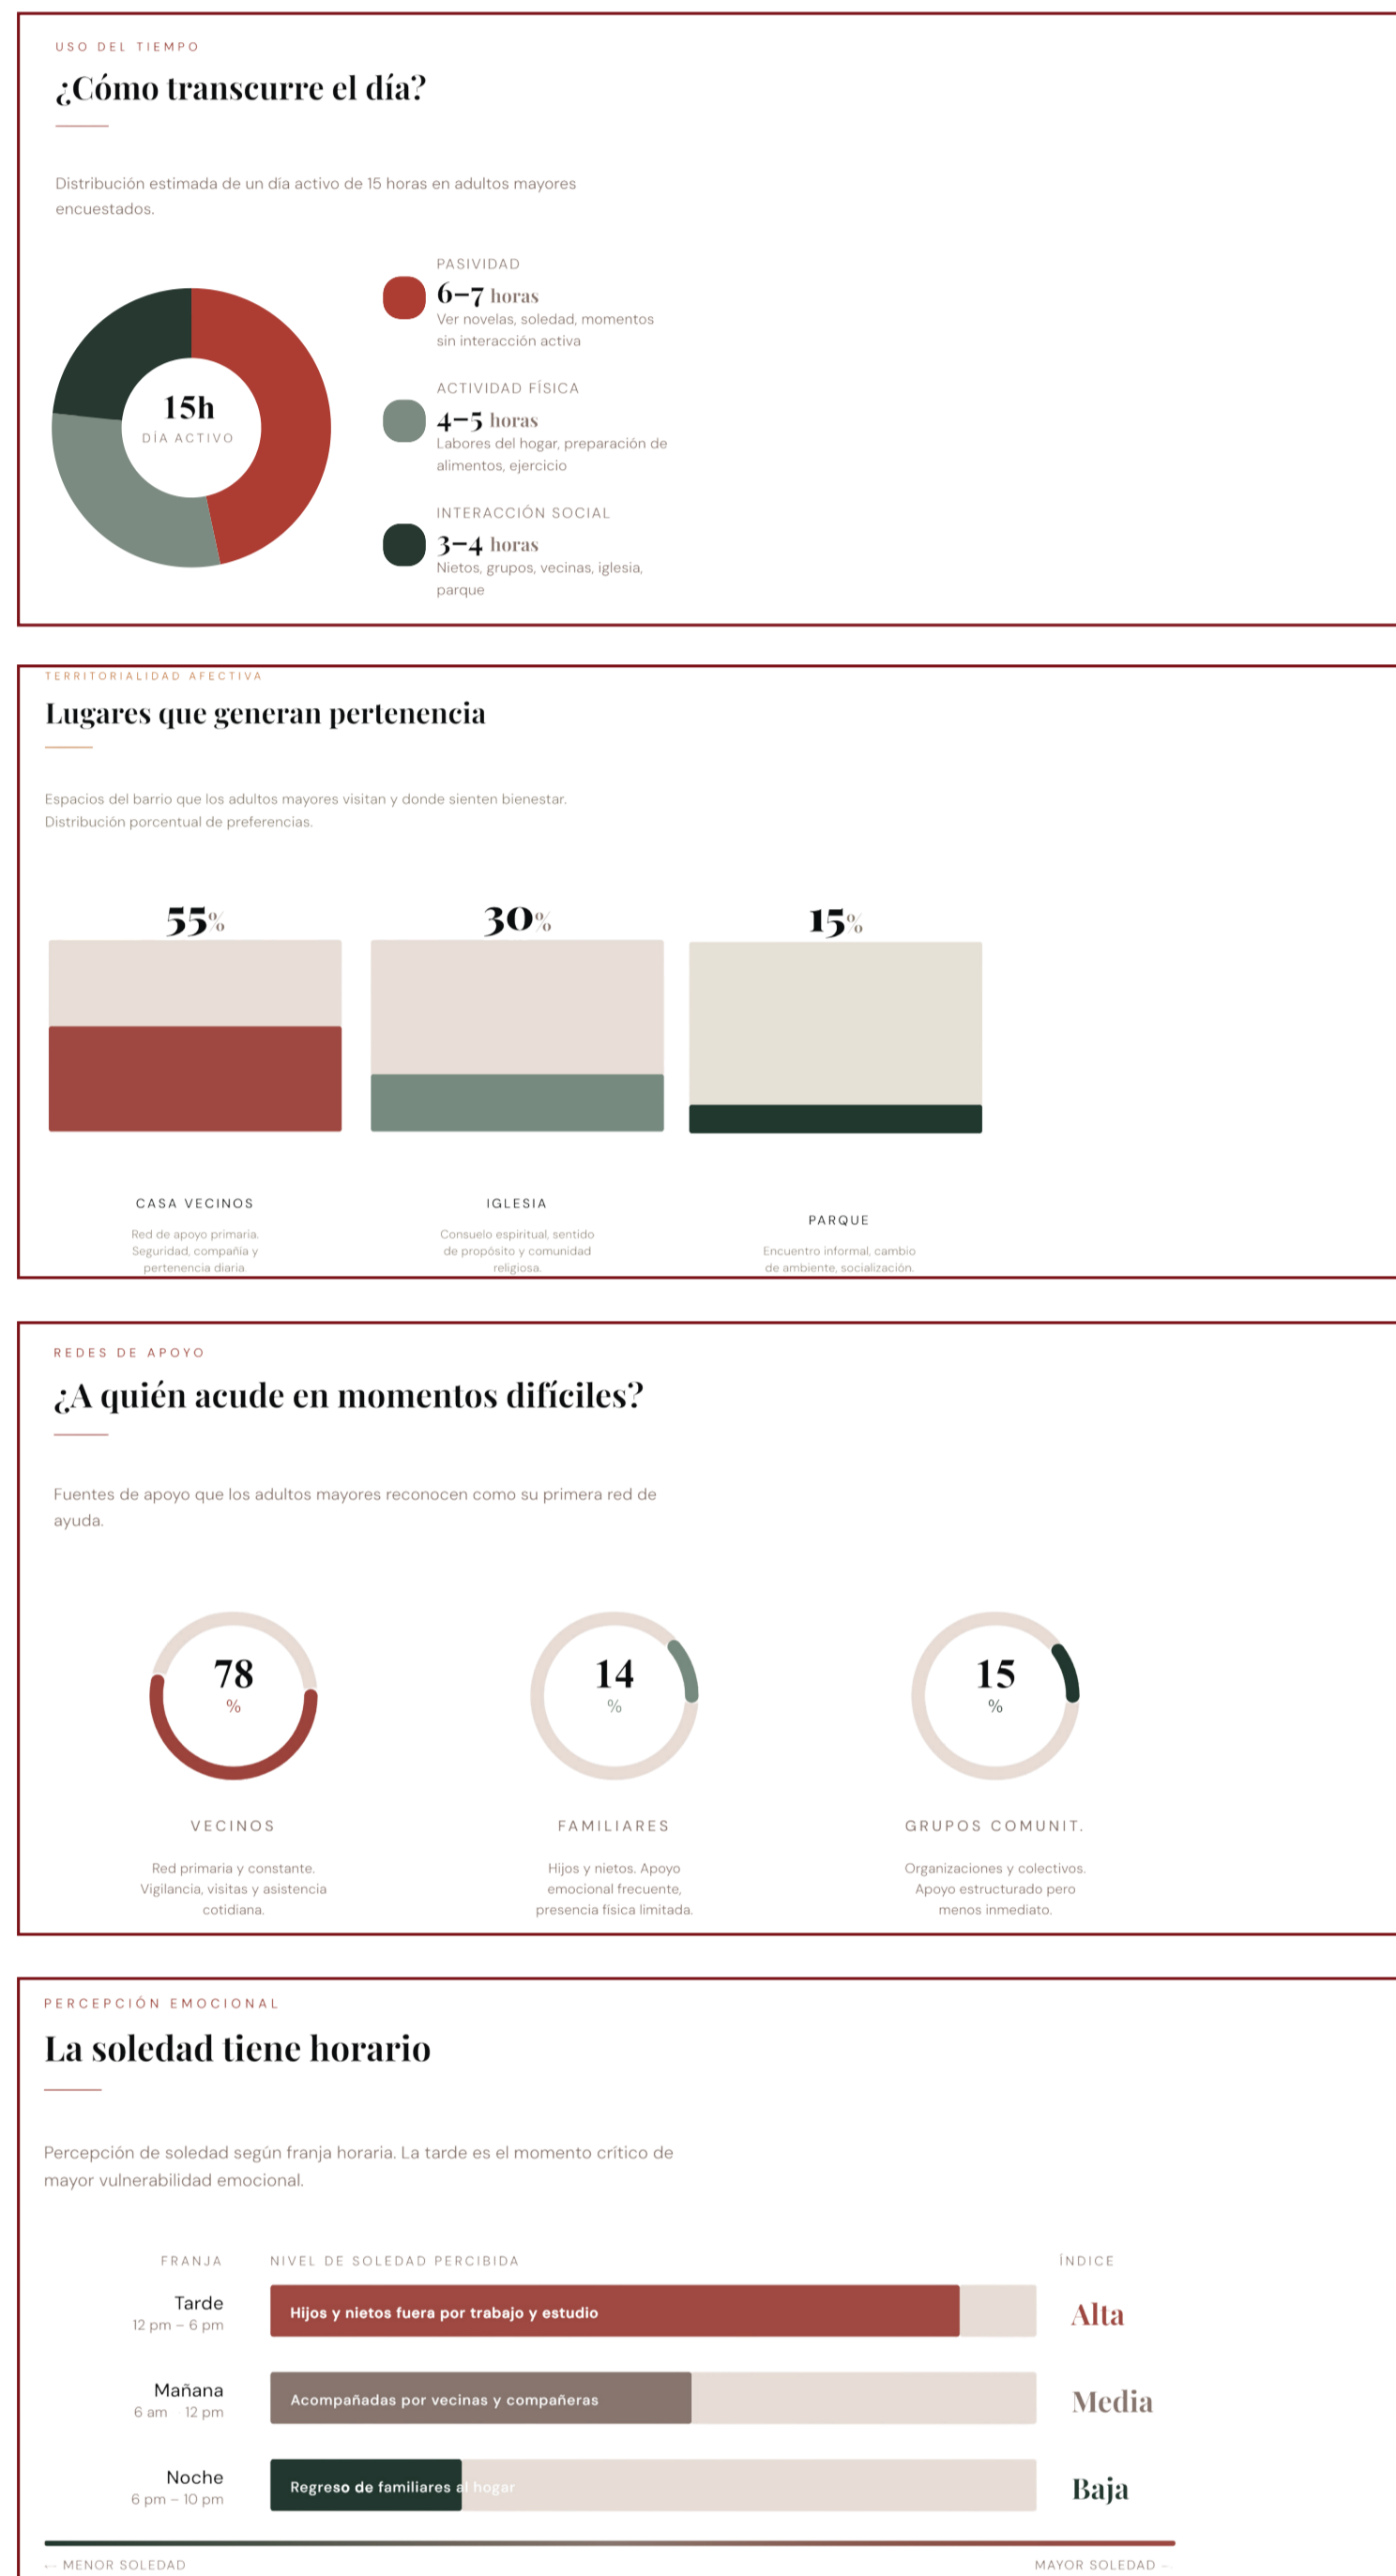 USO DEL TIEMPO
¿Cómo transcurre el día?
Distribución estimada de un día activo de 15 horas en adultos mayores
encuestados.
15h
DÍA ACTIVO
PASIVIDAD
6–7 horas
Ver novelas, soledad, momentos
sin interacción activa
ACTIVIDAD FÍSICA
4–5 horas
Labores del hogar, preparación de
alimentos, ejercicio
INTERACCIÓN SOCIAL
3–4 horas
Nietos, grupos, vecinas, iglesia,
parque
TERRITORIALIDAD AFECTIVA
Lugares que generan pertenencia
Espacios del barrio que los adultos mayores visitan y donde sienten bienestar.
Distribución porcentual de preferencias.
55%
30%
15%
CASA VECINOS
Red de apoyo primaria.
Seguridad, compañía y
pertenencia diaria.
IGLESIA
Consuelo espiritual, sentido
de propósito y comunidad
religiosa.
PARQUE
Encuentro informal, cambio
de ambiente, socialización.
REDES DE APOYO
¿A quién acude en momentos difíciles?
Fuentes de apoyo que los adultos mayores reconocen como su primera red de
ayuda.
78
%
VECINOS
Red primaria y constante.
Vigilancia, visitas y asistencia
cotidiana.
14
%
FAMILIARES
Hijos y nietos. Apoyo
emocional frecuente,
presencia física limitada.
15
%
GRUPOS COMUNIT.
Organizaciones y colectivos.
Apoyo estructurado pero
menos inmediato.
PERCEPCIÓN EMOCIONAL
La soledad tiene horario
Percepción de soledad según franja horaria. La tarde es el momento crítico de
mayor vulnerabilidad emocional.
FRANJA
NIVEL DE SOLEDAD PERCIBIDA
ÍNDICE
Tarde
12 pm – 6 pm
Hijos y nietos fuera por trabajo y estudio
Alta
Mañana
6 am 12 pm
Acompañadas por vecinas y compañeras
Media
Noche
6 pm – 10 pm
Regreso de familiares al hogar
Baja
← MENOR SOLEDAD
MAYOR SOLEDAD →